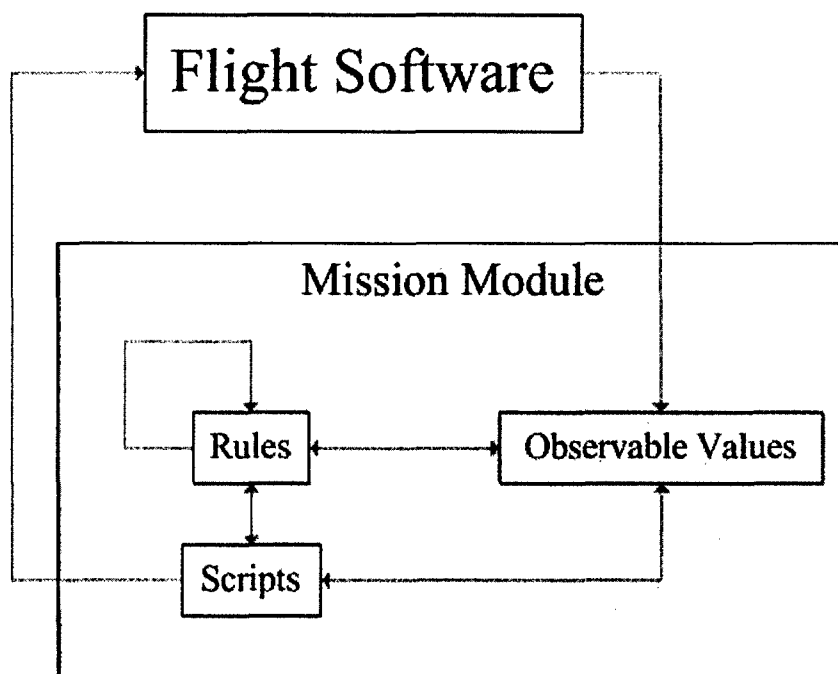 Flight Software
Mission Module
Rules
Observable Values
Scripts